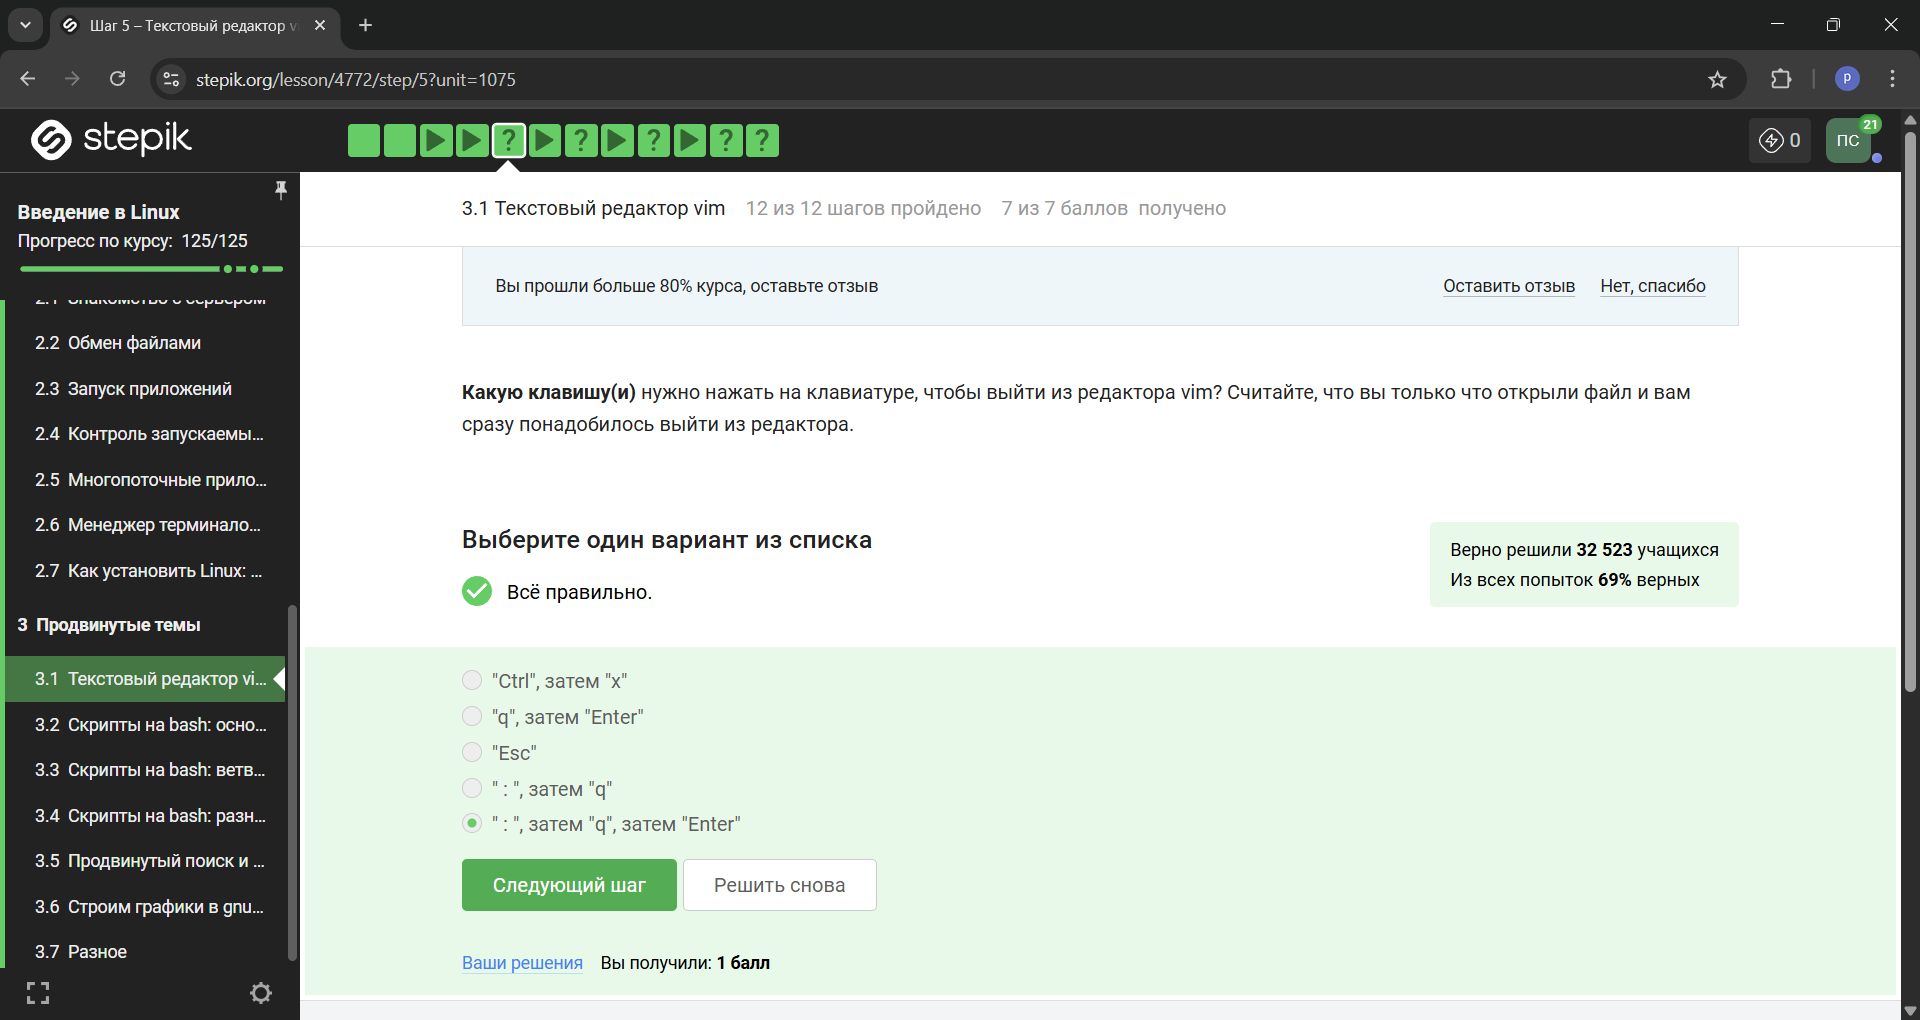 Шаг 5 – Текстовый редактор
stepik.org/lesson/4772/step/5?unit=1075
P
stepik
? ? ? ? ?
0
ПС
21
Введение в Linux
Прогресс по курсу: 125/125
2.1 Знакомство с сервером
2.2 Обмен файлами
2.3 Запуск приложений
2.4 Контроль запускаемы...
2.5 Многопоточные прило...
2.6 Менеджер терминало...
2.7 Как установить Linux: ...
3 Продвинутые темы
3.1 Текстовый редактор vi...
3.2 Скрипты на bash: осно...
3.3 Скрипты на bash: ветв...
3.4 Скрипты на bash: разн...
3.5 Продвинутый поиск и ...
3.6 Строим графики в gnu...
3.7 Разное
3.1 Текстовый редактор vim 12 из 12 шагов пройдено 7 из 7 баллов получено
Вы прошли больше 80% курса, оставьте отзыв
Оставить отзыв Нет, спасибо
Какую клавишу(и) нужно нажать на клавиатуре, чтобы выйти из редактора vim? Считайте, что вы только что открыли файл и вам
сразу понадобилось выйти из редактора.
Выберите один вариант из списка
Всё правильно.
Верно решили 32 523 учащихся
Из всех попыток 69% верных
"Ctrl", затем "x"
"q", затем "Enter"
"Esc"
" : ", затем "q"
" : ", затем "q", затем "Enter"
Следующий шаг
Решить снова
Ваши решения Вы получили: 1 балл